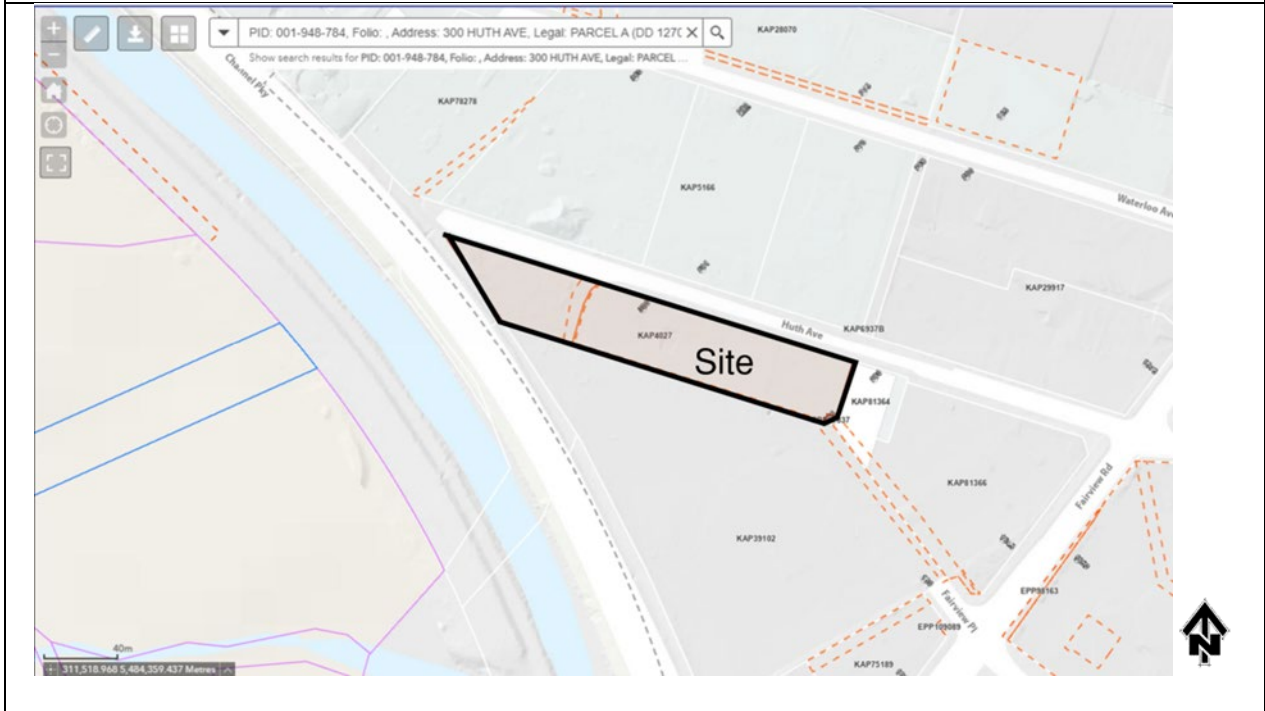 PID: 001-948-784, Folio: , Address: 300 HUTH AVE, Legal: PARCEL A (DD 127(
Show search results for PID: 001-948-784, Folio: , Address: 300 HUTH AVE, Legal: PARCEL ...
KAP28070
Channel Pky
KAP78278
KAP5166
Waterloo Av
KAP29917
Huth Ave
KAP6937B
KAP4027
Site
KAP81364
KAP81366
Fairview Rd
KAP39102
Fairview Pl
EPP109089
KAP75189
40m
311,518.968 5,484,359.437 Metres
N